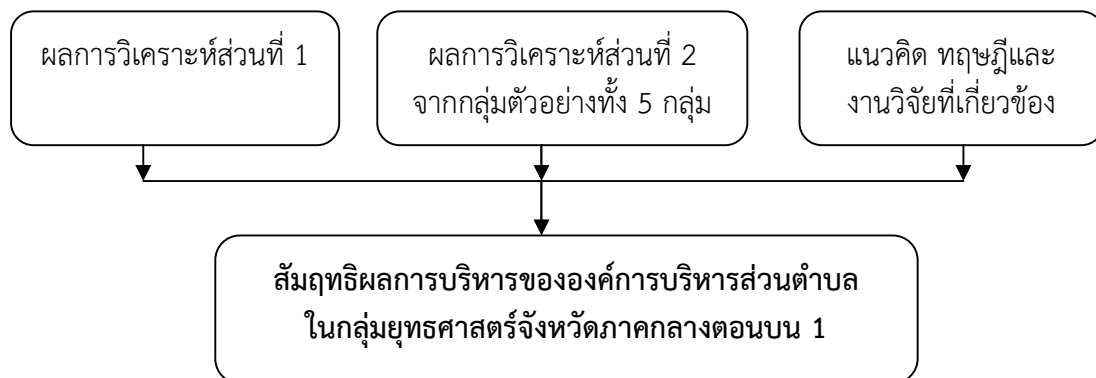 ผลการวิเคราะห์ส่วนที่ 1
ผลการวิเคราะห์ส่วนที่ 2
จากกลุ่มตัวอย่างทั้ง 5 กลุ่ม
แนวคิด ทฤษฎีและ
งานวิจัยที่เกี่ยวข้อง
สัมฤทธิผลการบริหารขององค์การบริหารส่วนตำบล
ในกลุ่มยุทธศาสตร์จังหวัดภาคกลางตอนบน 1